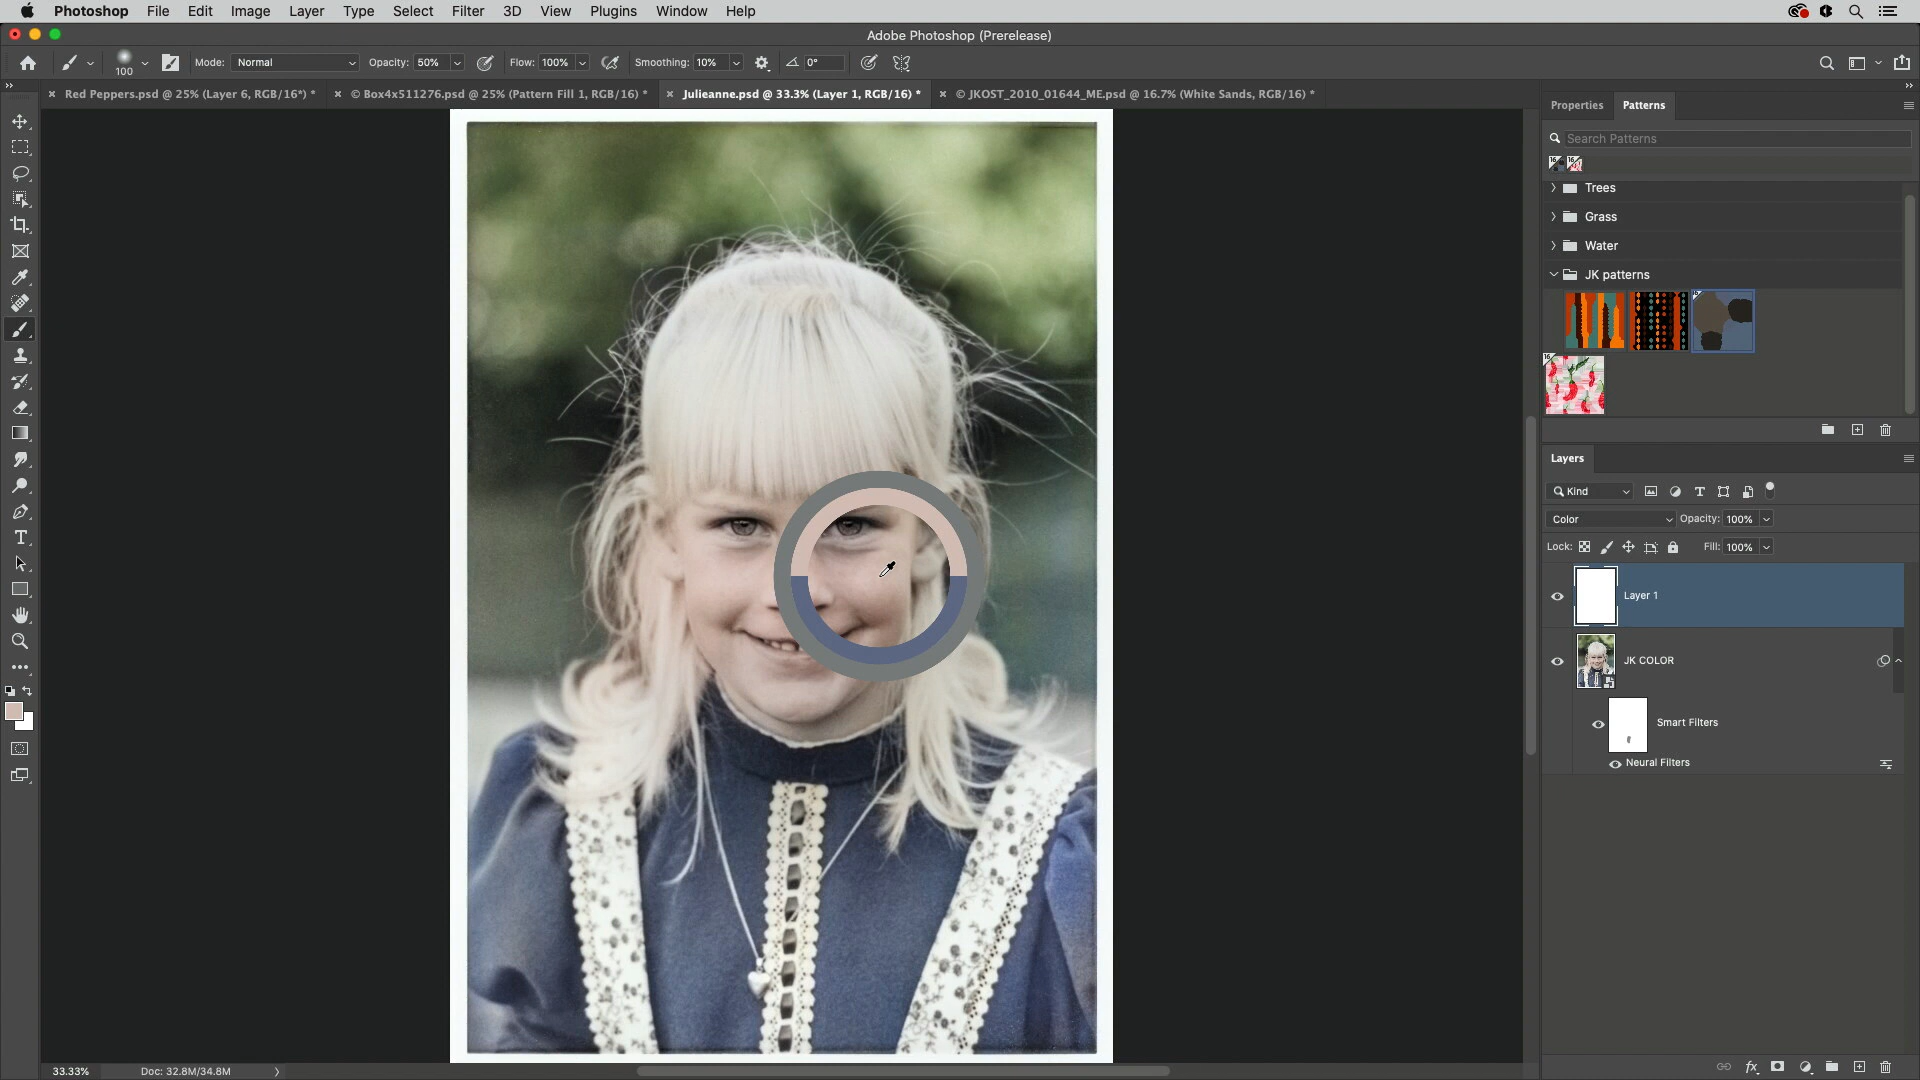 Photoshop File Edit Image Layer Type Select Filter 3D View Plugins Window Help
Adobe Photoshop (Prerelease)
100 Mode: Normal Opacity: 50% Flow: 100% Smoothing: 10% 0°
Red Peppers.psd @ 25% (Layer 6, RGB/16*) * © Box4x511276.psd @ 25% (Pattern Fill 1, RGB/16) * Julieanne.psd @ 33.3% (Layer 1, RGB/16) * © JKOST_2010_01644_ME.psd @ 16.7% (White Sands, RGB/16) *
Properties Patterns
Search Patterns
Trees
Grass
Water
JK patterns
Layers
Kind
Color Opacity: 100%
Lock: Fill: 100%
Layer 1
JK COLOR
Smart Filters
Neural Filters
33.33% Doc: 32.8M/34.8M